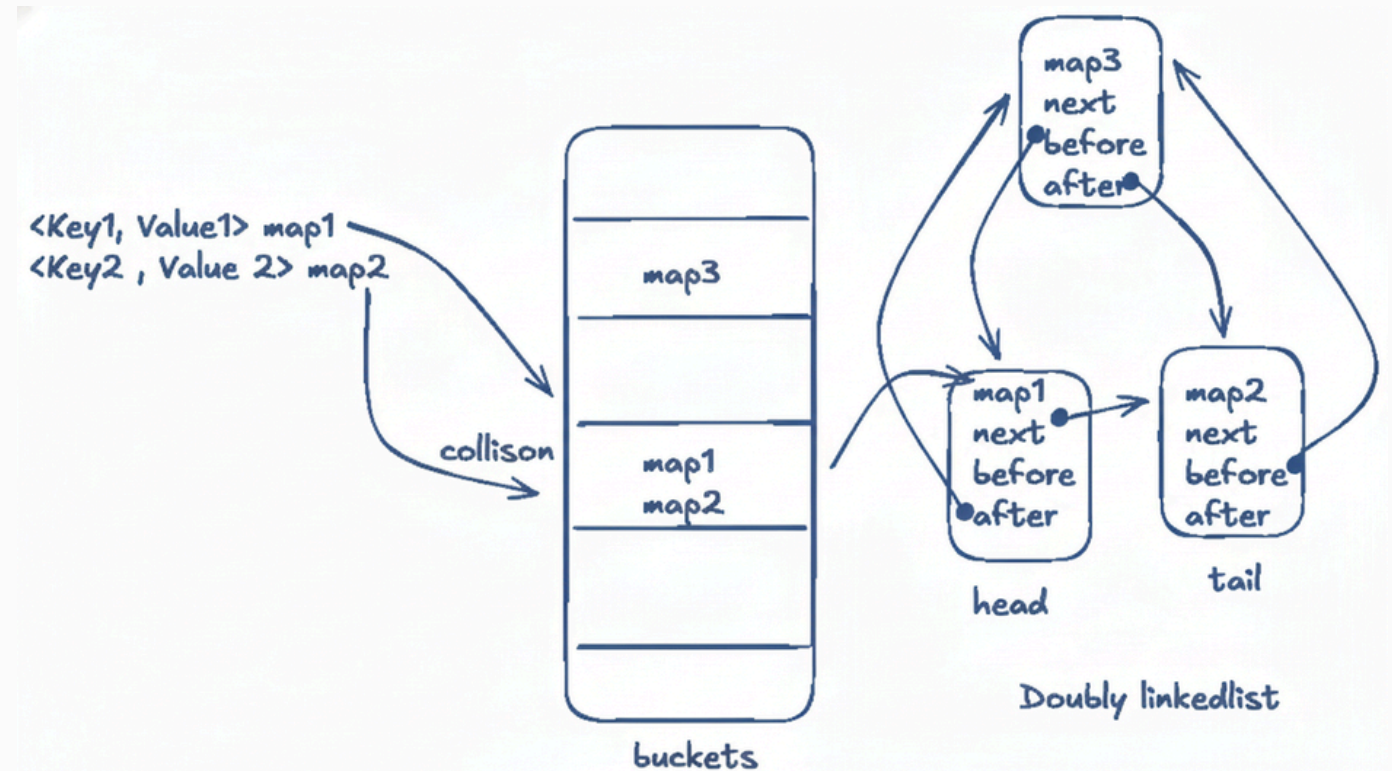 <Key1, Value1> map1
<Key2 , Value 2> map2
collison
map3
map1
map2
buckets
map3
next
before
after
map1
next
before
after
head
map2
next
before
after
tail
Doubly linkedlist